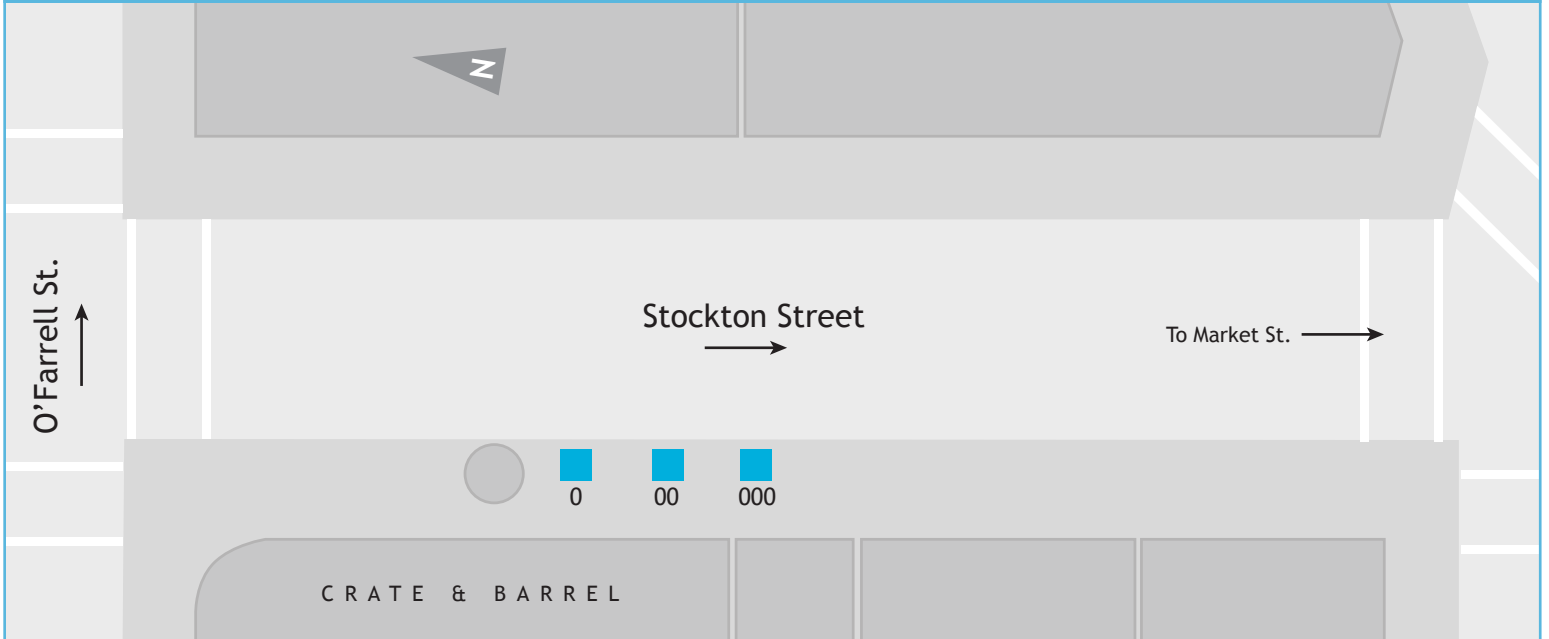 N
O’Farrell St.
Stockton Street
To Market St.
0
00
000
CRATE & BARREL